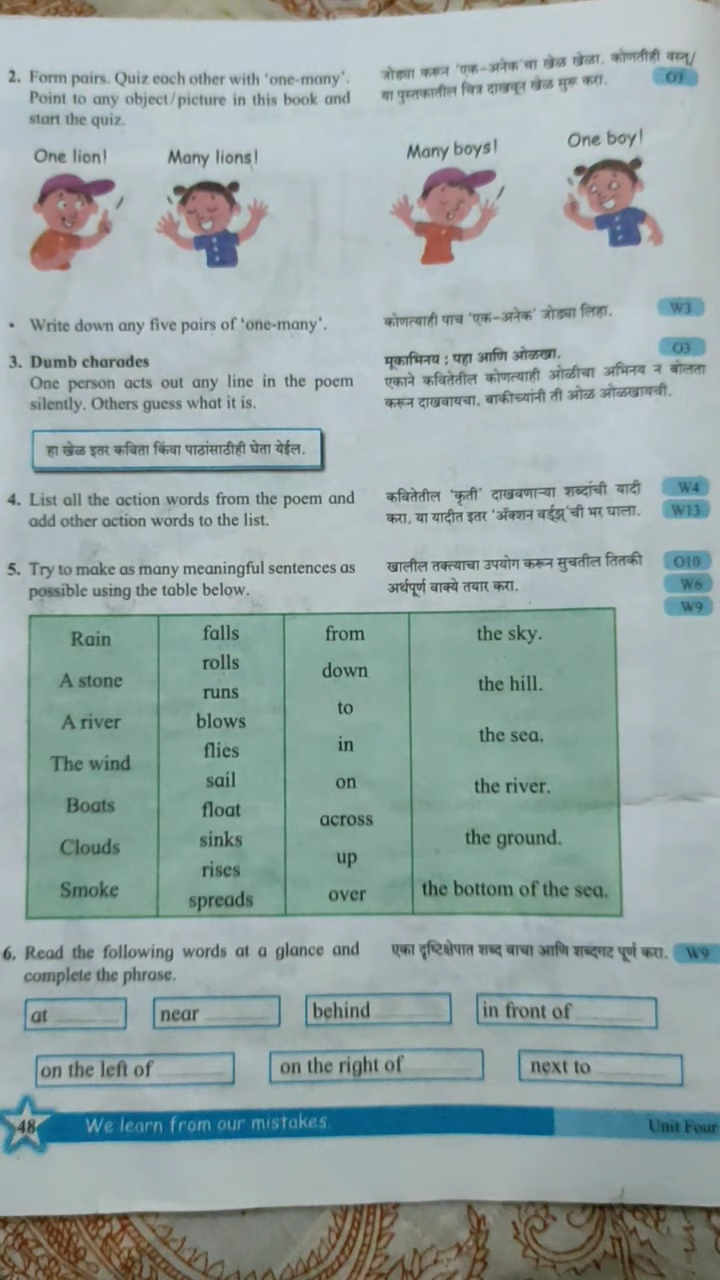 2. Form pairs. Quiz each other with 'one-many'.
Point to any object/picture in this book and
start the quiz.
जोड्या करून 'एक-अनेक'चा खेळ खेळा. कोणतीही वस्तू/
या पुस्तकातील चित्र दाखवून खेळ सुरू करा.
O3
One lion!
Many lions!
Many boys!
One boy!
• Write down any five pairs of 'one-many'.
कोणत्याही पाच 'एक-अनेक' जोड्या लिहा.
W3
3. Dumb charades
One person acts out any line in the poem
silently. Others guess what it is.
मूकाभिनय : पहा आणि ओळखा.
O3
एकाने कवितेतील कोणत्याही ओळीचा अभिनय न बोलता
करून दाखवायचा. बाकीच्यांनी ती ओळ ओळखायची.
हा खेळ इतर कविता किंवा पाठांसाठीही घेता येईल.
4. List all the action words from the poem and
add other action words to the list.
कवितेतील 'कृती' दाखवणाऱ्या शब्दांची यादी
करा. या यादीत इतर 'ॲक्शन वर्ड्झ्'ची भर घाला.
W4
W13
5. Try to make as many meaningful sentences as
possible using the table below.
खालील तक्त्याचा उपयोग करून सुचतील तितकी
अर्थपूर्ण वाक्ये तयार करा.
O10
W6
W9
Rain
A stone
A river
The wind
Boats
Clouds
Smoke
falls
rolls
runs
blows
flies
sail
float
sinks
rises
spreads
from
down
to
in
on
across
up
over
the sky.
the hill.
the sea.
the river.
the ground.
the bottom of the sea.
6. Read the following words at a glance and
complete the phrase.
एका दृष्टिक्षेपात शब्द वाचा आणि शब्दगट पूर्ण करा.
W9
at
near
behind
in front of
on the left of
on the right of
next to
48
We learn from our mistakes.
Unit Four